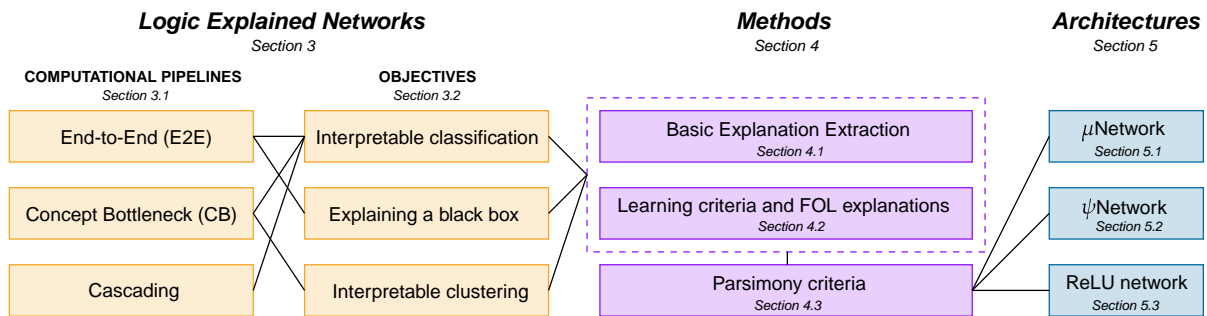 Logic Explained Networks
Section 3
Methods
Section 4
Architectures
Section 5
COMPUTATIONAL PIPELINES
Section 3.1
OBJECTIVES
Section 3.2
End-to-End (E2E)
Interpretable classification
Basic Explanation Extraction
Section 4.1
μNetwork
Section 5.1
Concept Bottleneck (CB)
Explaining a black box
Learning criteria and FOL explanations
Section 4.2
ψNetwork
Section 5.2
Cascading
Interpretable clustering
Parsimony criteria
Section 4.3
ReLU network
Section 5.3